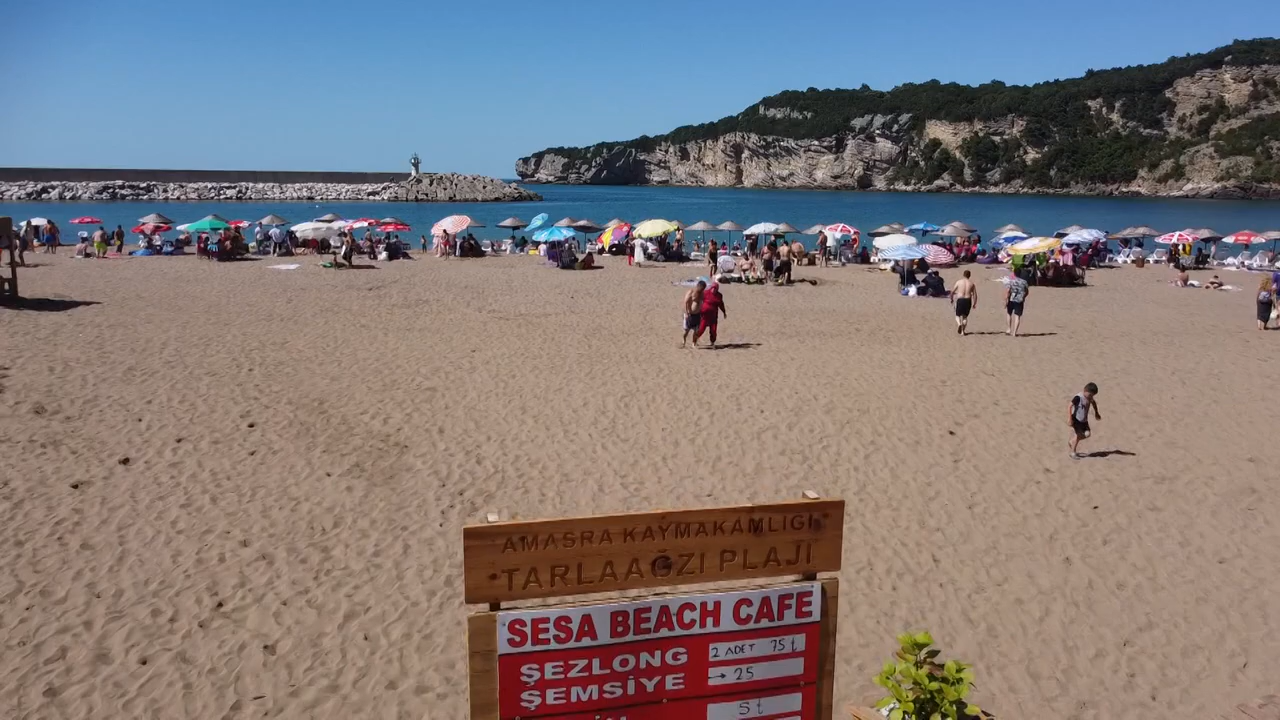 AMASRA KAYMAKAMLIGI
TARLAAĞZI PLAJI
SESA BEACH CAFE
ŞEZLONG 2 ADET 75 ₺
ŞEMSİYE → 25
5 ₺